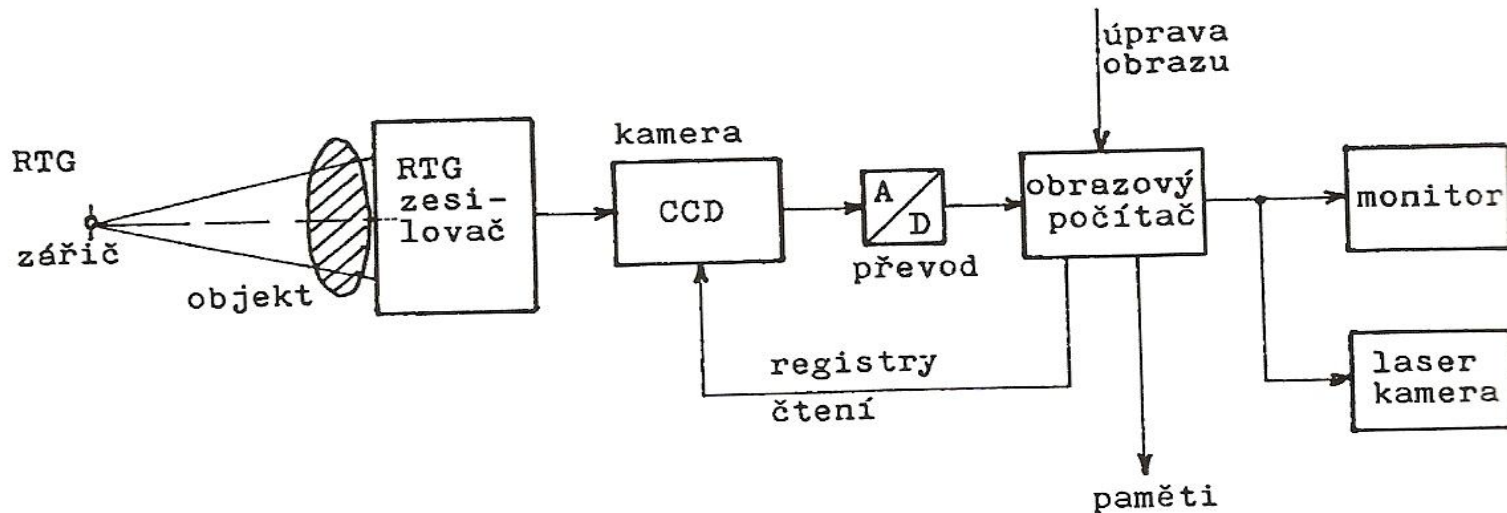 úprava
obrazu
kamera
RTG
RTG
zesi-
lovač
zářič
objekt
CCD
A
D
převod
obrazový
počítač
monitor
registry
čtení
laser
kamera
paměti